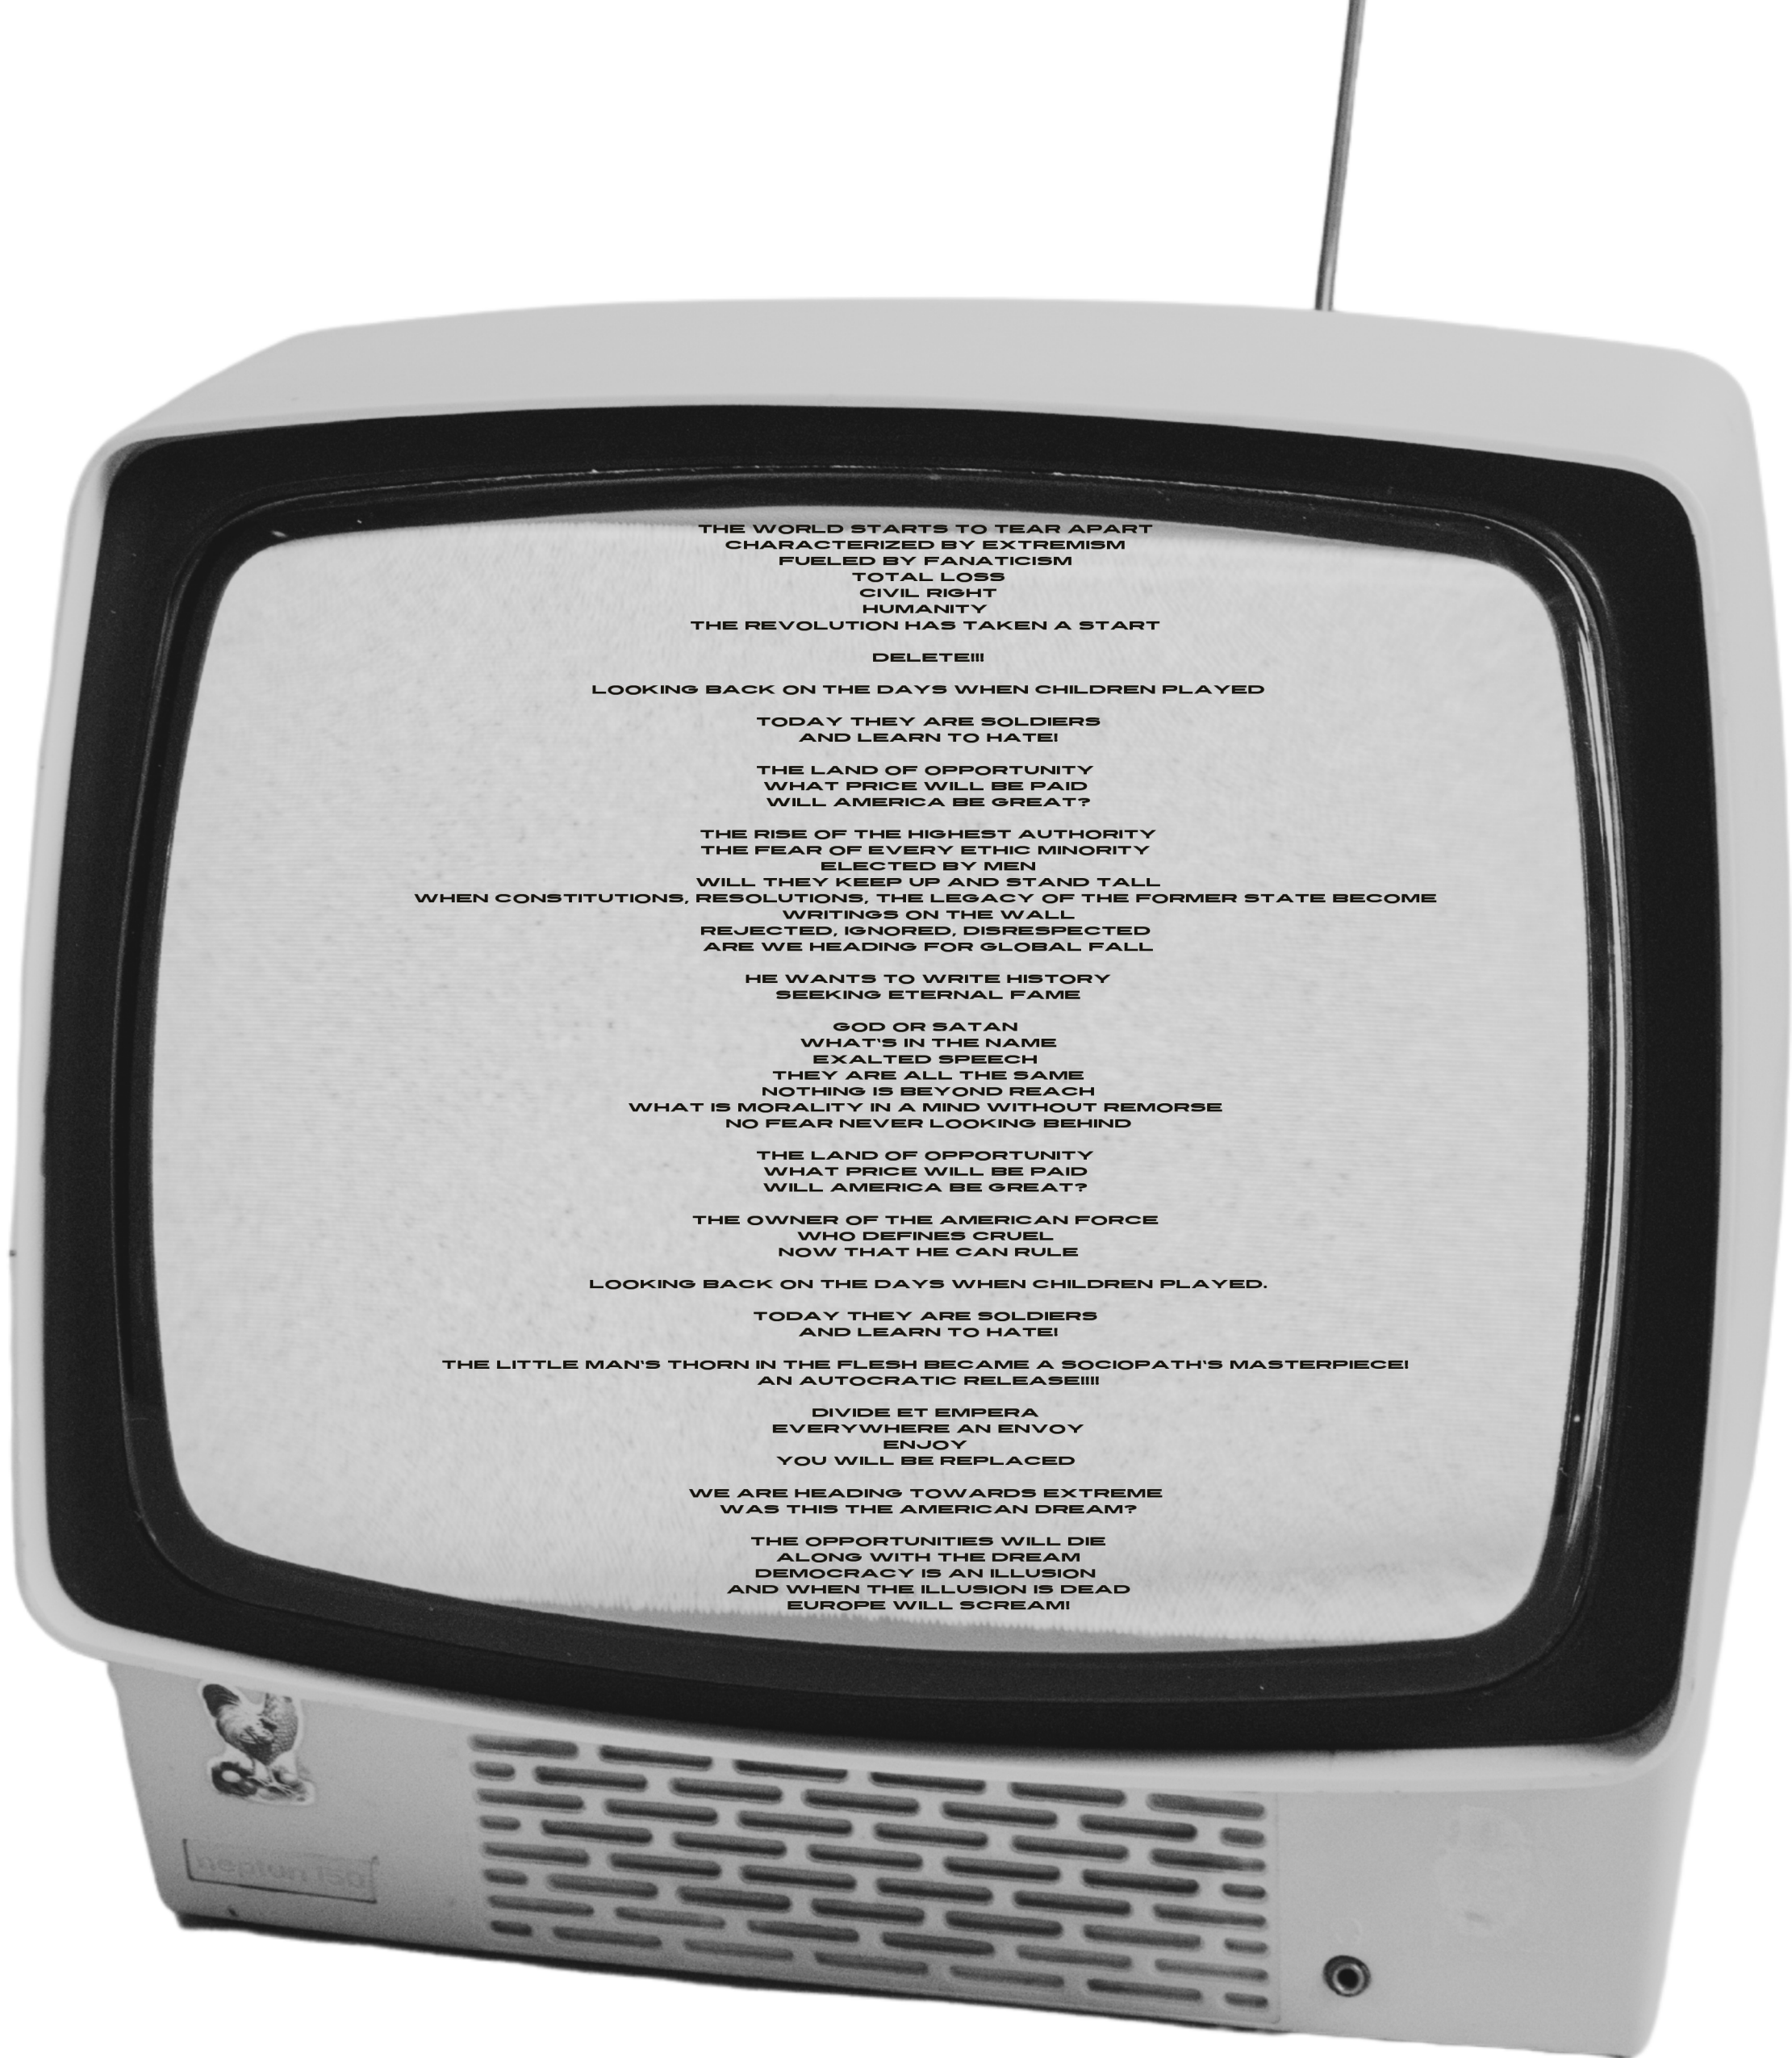 THE WORLD STARTS TO TEAR APART
CHARACTERIZED BY EXTREMISM
FUELED BY FANATICISM
TOTAL LOSS
CIVIL RIGHT
HUMANITY
THE REVOLUTION HAS TAKEN A START
DELETE!!!
LOOKING BACK ON THE DAYS WHEN CHILDREN PLAYED
TODAY THEY ARE SOLDIERS
AND LEARN TO HATE!
THE LAND OF OPPORTUNITY
WHAT PRICE WILL BE PAID
WILL AMERICA BE GREAT?
THE RISE OF THE HIGHEST AUTHORITY
THE FEAR OF EVERY ETHIC MINORITY
ELECTED BY MEN
WILL THEY KEEP UP AND STAND TALL
WHEN CONSTITUTIONS, RESOLUTIONS, THE LEGACY OF THE FORMER STATE BECOME
WRITINGS ON THE WALL
REJECTED, IGNORED, DISRESPECTED
ARE WE HEADING FOR GLOBAL FALL
HE WANTS TO WRITE HISTORY
SEEKING ETERNAL FAME
GOD OR SATAN
WHAT'S IN THE NAME
EXALTED SPEECH
THEY ARE ALL THE SAME
NOTHING IS BEYOND REACH
WHAT IS MORALITY IN A MIND WITHOUT REMORSE
NO FEAR NEVER LOOKING BEHIND
THE LAND OF OPPORTUNITY
WHAT PRICE WILL BE PAID
WILL AMERICA BE GREAT?
THE OWNER OF THE AMERICAN FORCE
WHO DEFINES CRUEL
NOW THAT HE CAN RULE
LOOKING BACK ON THE DAYS WHEN CHILDREN PLAYED.
TODAY THEY ARE SOLDIERS
AND LEARN TO HATE!
THE LITTLE MAN'S THORN IN THE FLESH BECAME A SOCIOPATH'S MASTERPIECE!
AN AUTOCRATIC RELEASE!!!!
DIVIDE ET EMPERA
EVERYWHERE AN ENVOY
ENJOY
YOU WILL BE REPLACED
WE ARE HEADING TOWARDS EXTREME
WAS THIS THE AMERICAN DREAM?
THE OPPORTUNITIES WILL DIE
ALONG WITH THE DREAM
DEMOCRACY IS AN ILLUSION
AND WHEN THE ILLUSION IS DEAD
EUROPE WILL SCREAM!
neptun 150